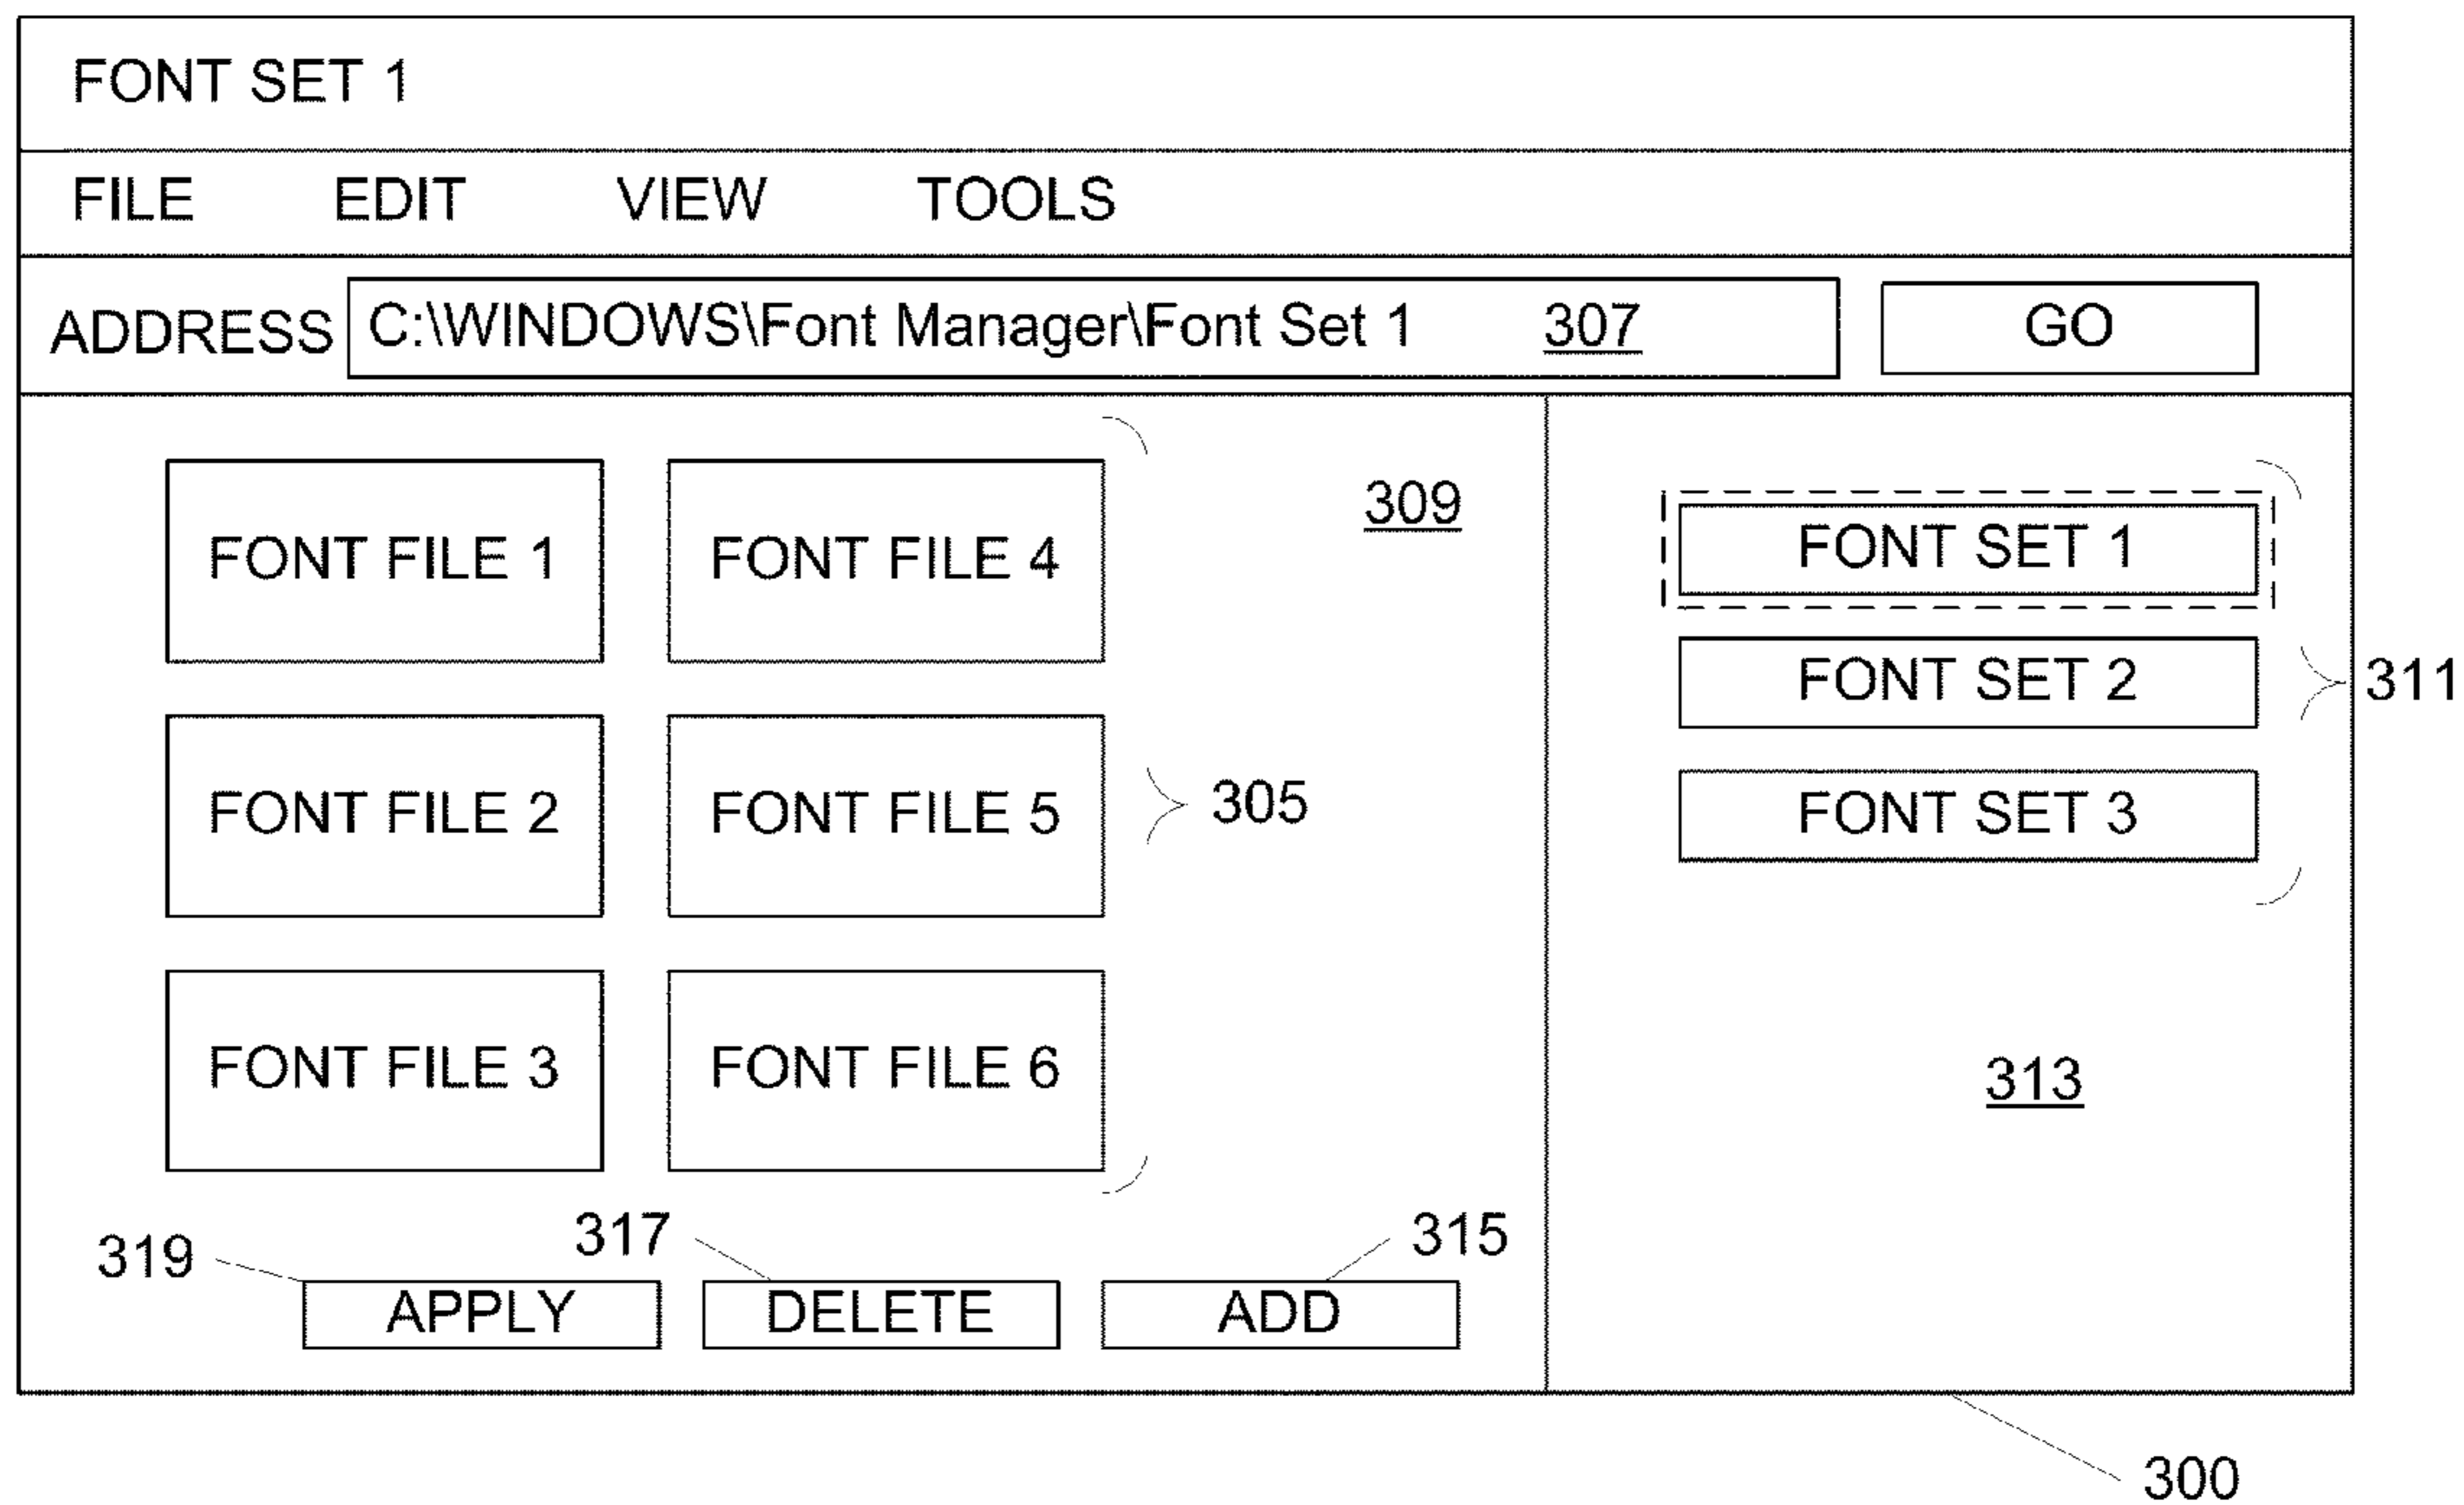 FONT SET 1
FILE EDIT VIEW TOOLS
ADDRESS C:\WINDOWS\Font Manager\Font Set 1 307 GO
309
FONT FILE 1 FONT FILE 4
FONT FILE 2 FONT FILE 5 305
FONT FILE 3 FONT FILE 6
FONT SET 1
FONT SET 2 311
FONT SET 3
313
319 317 315
APPLY DELETE ADD
300